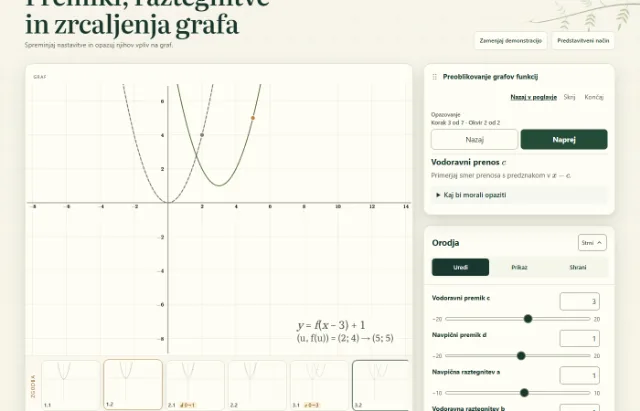 Premiki, raztegnitve
in zrcaljenja grafa
Spreminjaj nastavitve in opazuj njihov vpliv na graf.
Zamenjaj demonstracijo
Predstavitveni način
GRAF
6
4
2
-2
-4
-6
-8
-8 -6 -4 -2 0 2 4 6 8 10 12 14
y = f(x − 3) + 1
(u, f(u)) = (2; 4) → (5; 5)
ZGODBA
1.1
1.2
2.1
2.2
3.1
3.2
Preoblikovanje grafov funkcij
Nazaj v poglavje Skrij Končaj
Opazovanje
Korak 3 od 7 · Okvir 2 od 2
Nazaj
Naprej
Vodoravni prenos c
Primerjaj smer prenosa s predznakom v x − c.
Kaj bi morali opaziti
Orodja
Strni
Uredi
Prikaz
Shrani
Vodoravni premik c
3
−20 20
Navpični premik d
1
−20 20
Navpična raztegnitev a
1
−10 10
Vodoravna raztegnitev b